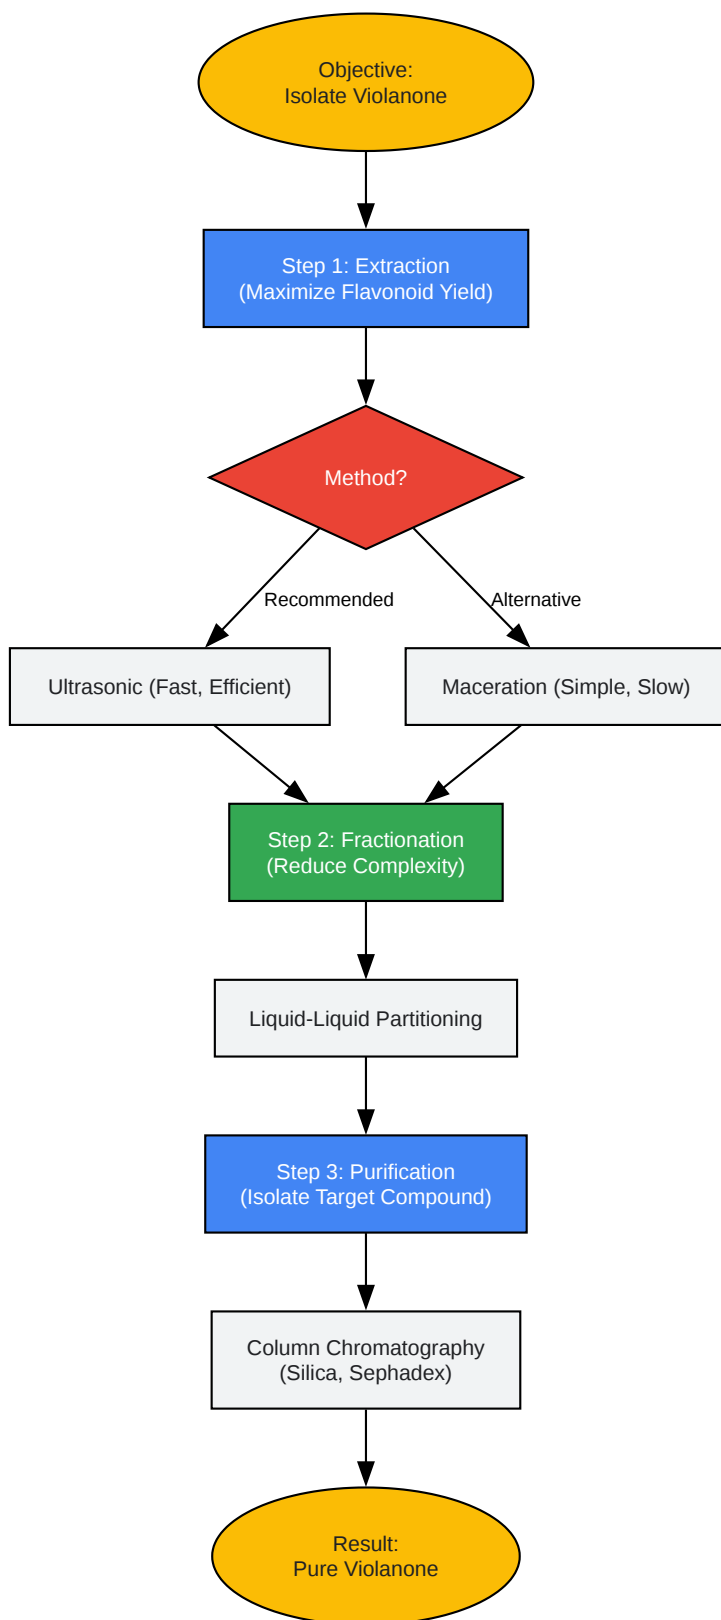 Objective:
Isolate Violanone
Step 1: Extraction
(Maximize Flavonoid Yield)
Method?
Recommended
Alternative
Ultrasonic (Fast, Efficient)
Maceration (Simple, Slow)
Step 2: Fractionation
(Reduce Complexity)
Liquid-Liquid Partitioning
Step 3: Purification
(Isolate Target Compound)
Column Chromatography
(Silica, Sephadex)
Result:
Pure Violanone